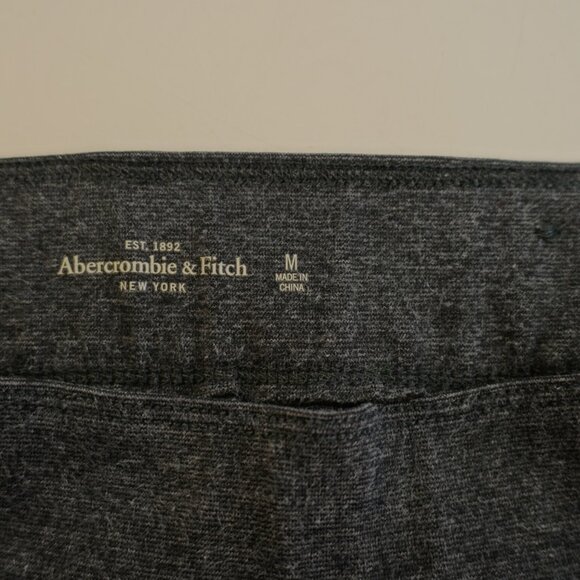 EST. 1892
Abercrombie & Fitch
NEW YORK
M
MADE IN
CHINA